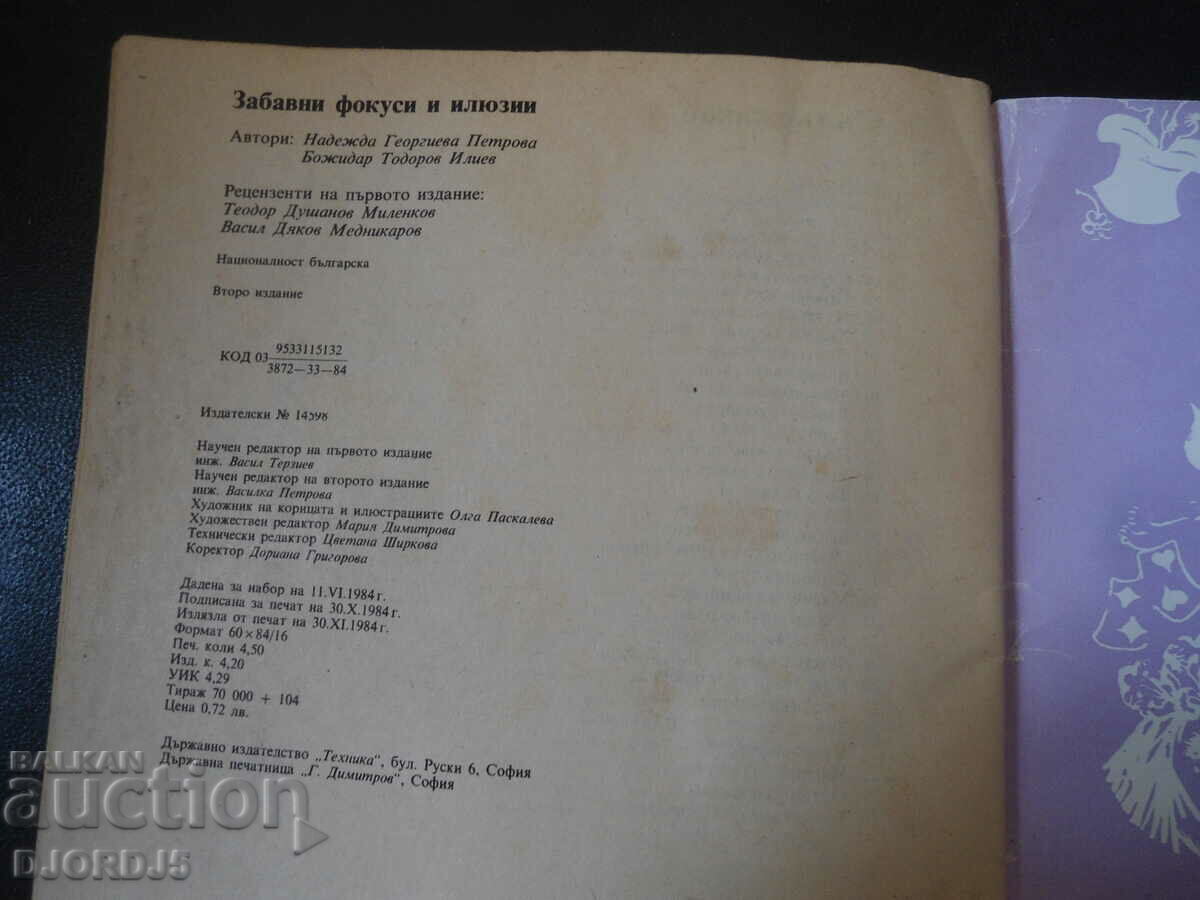 Забавни фокуси и илюзии
Автори: Надежда Георгиева Петрова
Божидар Тодоров Илиев
Рецензенти на първото издание:
Теодор Душанов Миленков
Васил Дяков Медникаров
Националност българска
Второ издание
КОД 03 9533115132
3872—33—84
Издателски № 14598
Научен редактор на първото издание
инж. Васил Терзиев
Научен редактор на второто издание
инж. Василка Петрова
Художник на корицата и илюстрациите Олга Паскалева
Художествен редактор Мария Димитрова
Технически редактор Цветана Ширкова
Коректор Дориана Григорова
Дадена за набор на 11.VI.1984 г.
Подписана за печат на 30.X.1984 г.
Излязла от печат на 30.XI.1984 г.
Формат 60×84/16
Печ. коли 4,50
Изд. к. 4,20
УИК 4,29
Тираж 70 000 + 104
Цена 0,72 лв.
Държавно издателство „Техника“, бул. Руски 6, София
Държавна печатница „Г. Димитров“, София
BALKAN
auction
DJORDJ5